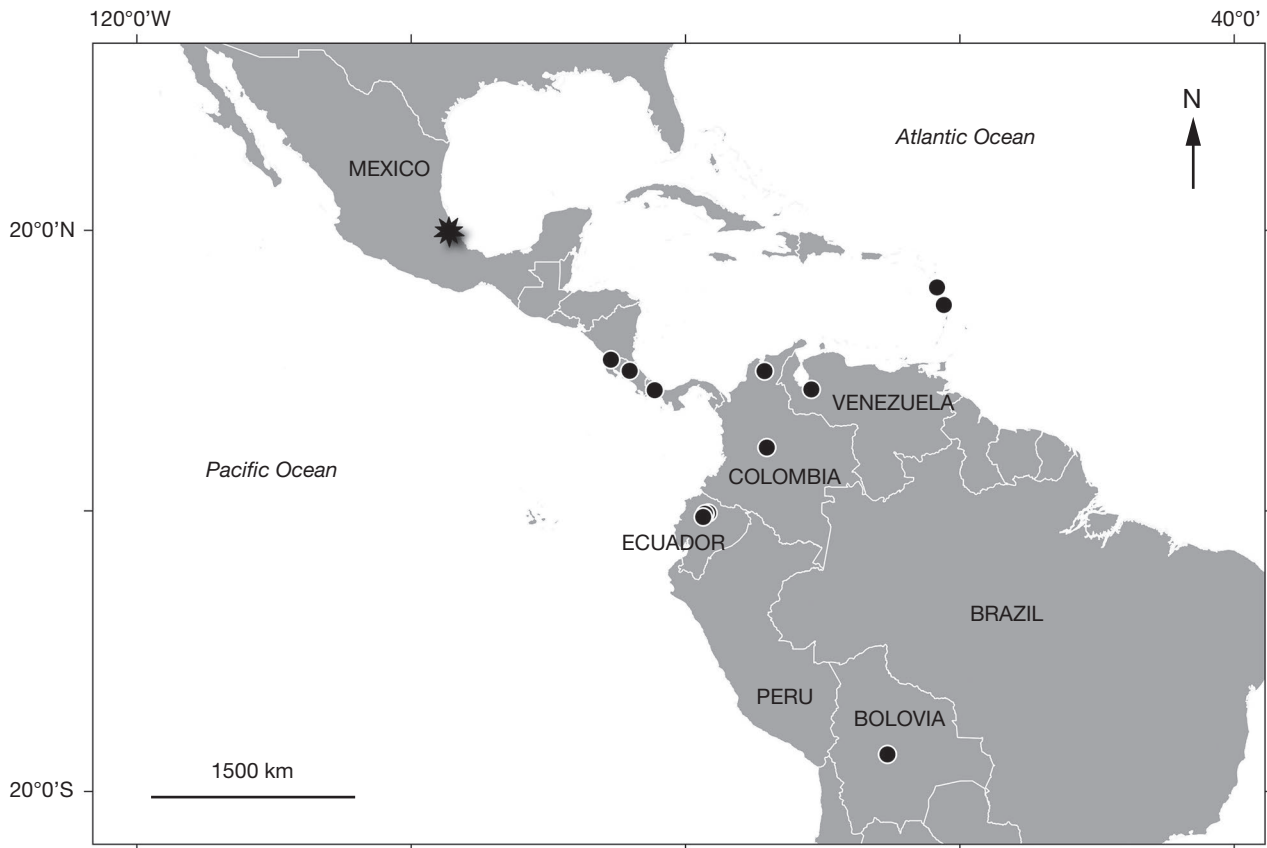 120°0'W
40°0'
N
Atlantic Ocean
MEXICO
20°0'N
VENEZUELA
Pacific Ocean
COLOMBIA
ECUADOR
BRAZIL
PERU
BOLOVIA
1500 km
20°0'S